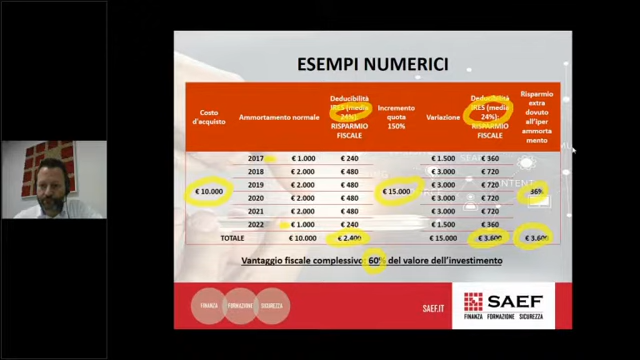 ESEMPI NUMERICI
Costo d'acquisto Ammortamento normale Deducibilità IRES (media 24%): RISPARMIO FISCALE Incremento quota 150% Variazione Deducibilità IRES (media 24%): RISPARMIO FISCALE Risparmio extra dovuto all'iper ammorta mento
2017 € 1.000 € 240 € 1.500 € 360
2018 € 2.000 € 480 € 3.000 € 720
2019 € 2.000 € 480 € 3.000 € 720
€ 10.000 € 15.000 36%
2020 € 2.000 € 480 € 3.000 € 720
2021 € 2.000 € 480 € 3.000 € 720
2022 € 1.000 € 240 € 1.500 € 360
TOTALE € 10.000 € 2.400 € 15.000 € 3.600 € 3.600
Vantaggio fiscale complessivo: 60% del valore dell'investimento
FINANZA FORMAZIONE SICUREZZA
SAEF.IT
SAEF
FINANZA FORMAZIONE SICUREZZA